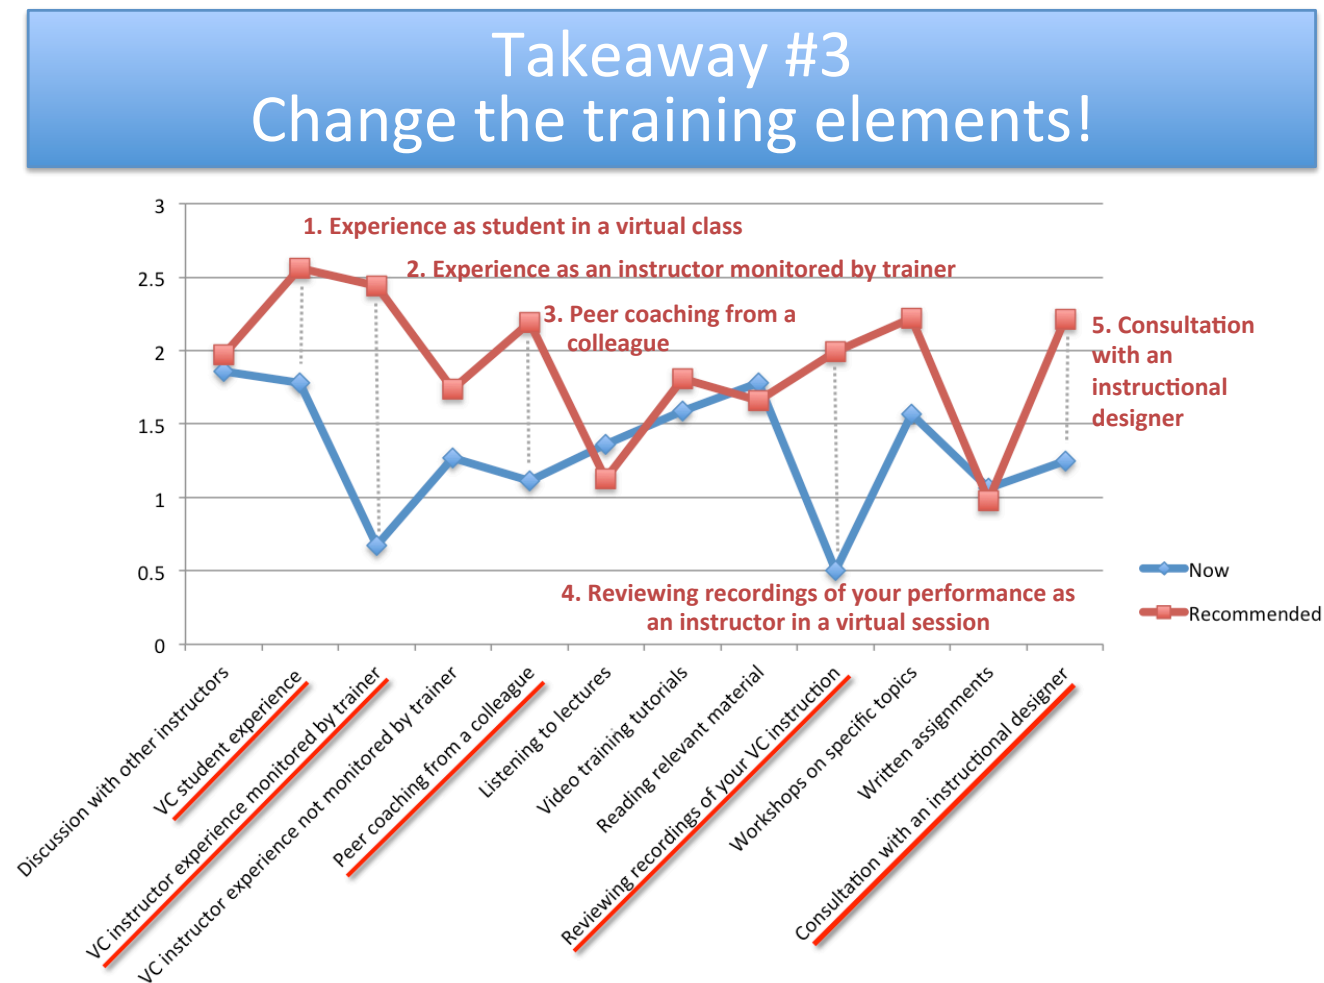 Takeaway #3
Change the training elements!
3
2.5
2
1.5
1
0.5
0
1. Experience as student in a virtual class
2. Experience as an instructor monitored by trainer
3. Peer coaching from a
colleague
4. Reviewing recordings of your performance as
an instructor in a virtual session
5. Consultation
with an
instructional
designer
Now
Recommended
Discussion with other instructors
VC student experience
VC instructor experience monitored by trainer
VC instructor experience not monitored by trainer
Peer coaching from a colleague
Listening to lectures
Video training tutorials
Reading relevant material
Reviewing recordings of your VC instruction
Workshops on specific topics
Written assignments
Consultation with an instructional designer